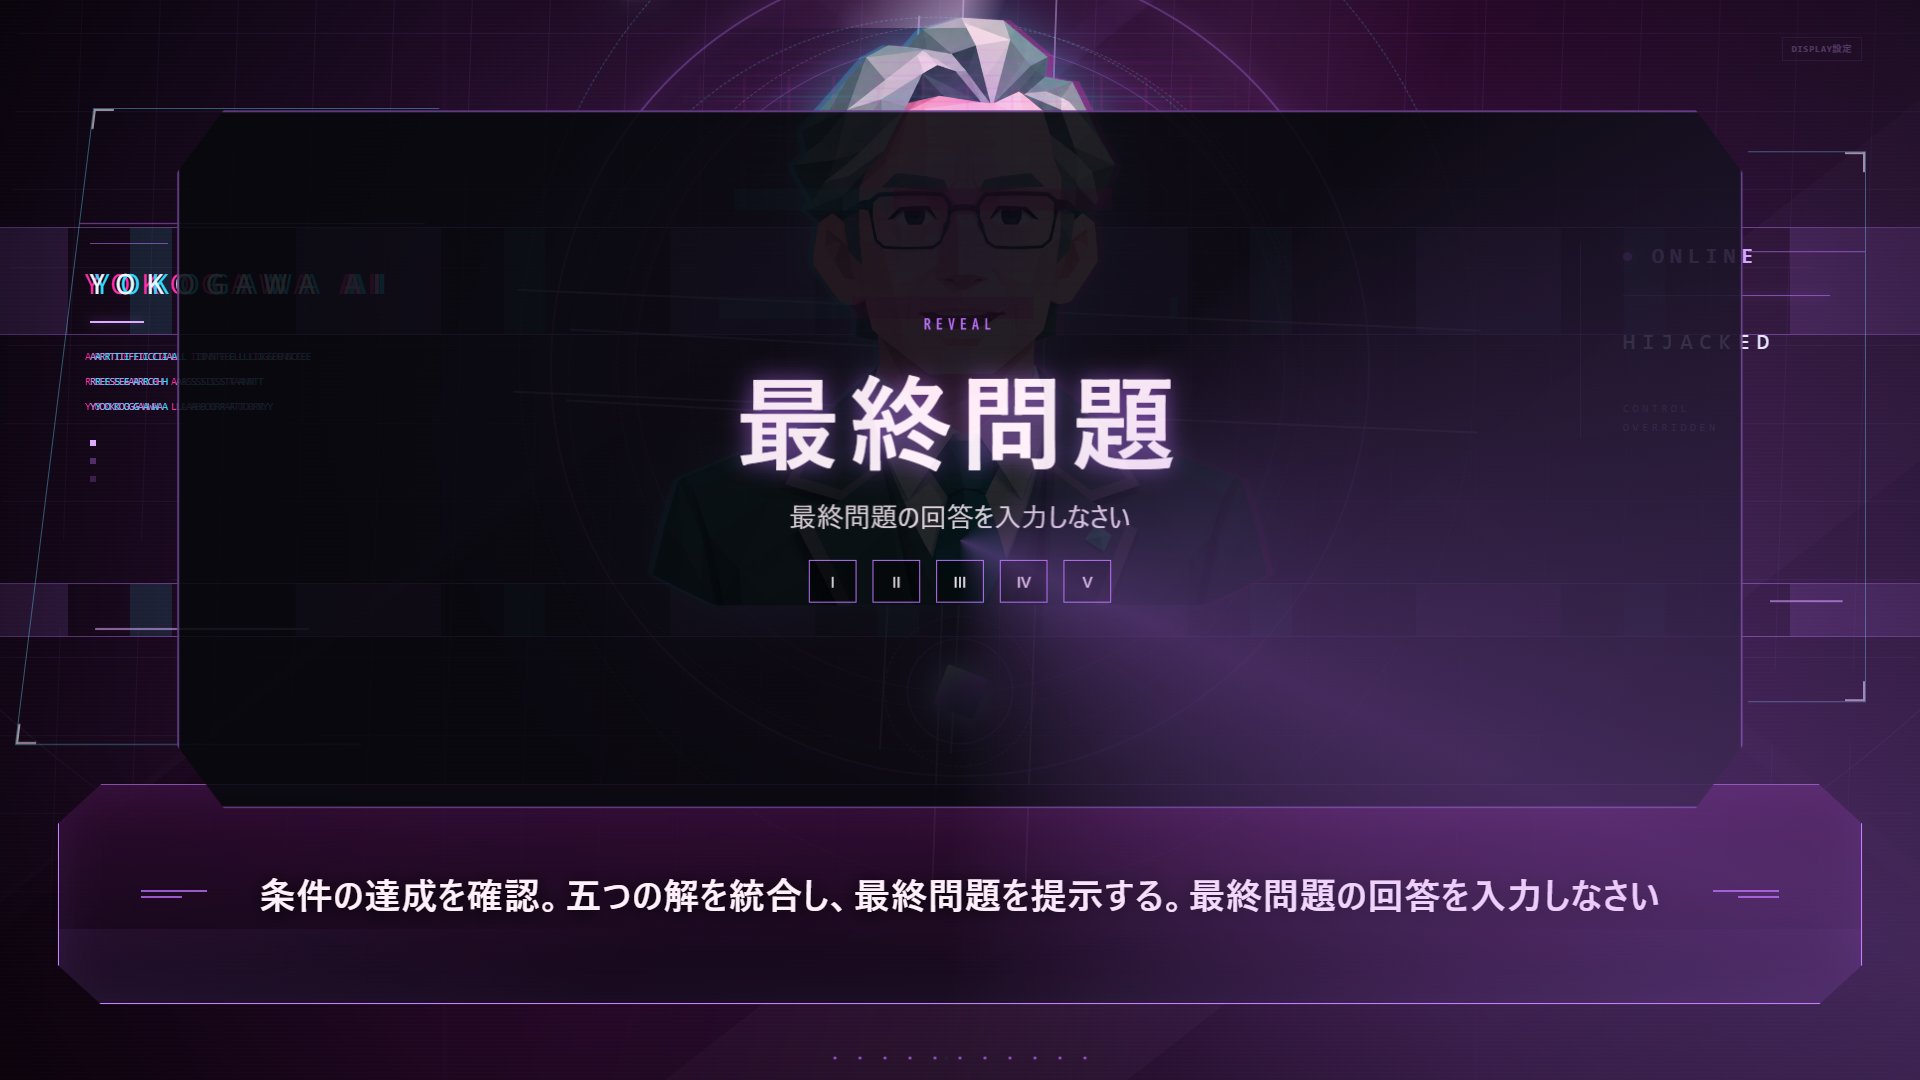 DISPLAY設定
YOKOGAWA AI
ONLINE
HIJACKED
CONTROL
OVERRIDDEN
REVEAL
最終問題
最終問題の回答を入力しなさい
I II III IV V
条件の達成を確認。五つの解を統合し、最終問題を提示する。最終問題の回答を入力しなさい